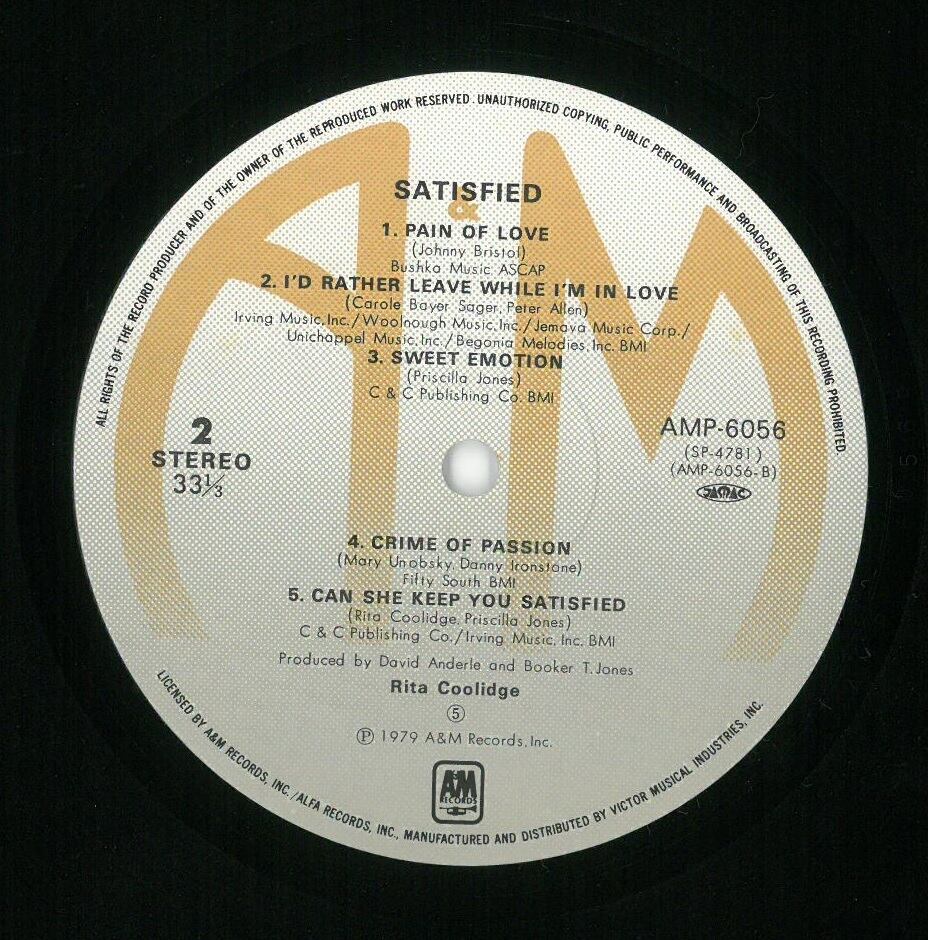 ALL RIGHTS OF THE RECORD PRODUCER AND OF THE OWNER OF THE REPRODUCED WORK RESERVED. UNAUTHORIZED COPYING, PUBLIC PERFORMANCE AND BROADCASTING OF THIS RECORDING PROHIBITED.
A&M
SATISFIED
1. PAIN OF LOVE
(Johnny Bristol)
Bushka Music ASCAP
2. I'D RATHER LEAVE WHILE I'M IN LOVE
(Carole Bayer Sager, Peter Allen)
Irving Music, Inc./Woolnough Music, Inc./Jemava Music Corp./
Unichappel Music, Inc./Begonia Melodies, Inc. BMI
3. SWEET EMOTION
(Priscilla Jones)
C & C Publishing Co. BMI
2
STEREO
33⅓
AMP-6056
(SP-4781)
(AMP-6056-B)
JASRAC
4. CRIME OF PASSION
(Mary Unobsky, Danny Ironstone)
Fifty South BMI
5. CAN SHE KEEP YOU SATISFIED
(Rita Coolidge, Priscilla Jones)
C & C Publishing Co./Irving Music, Inc. BMI
Produced by David Anderle and Booker T. Jones
Rita Coolidge
⑤
℗ 1979 A&M Records, Inc.
A&M
RECORDS
LICENSED BY A&M RECORDS, INC./ALFA RECORDS, INC., MANUFACTURED AND DISTRIBUTED BY VICTOR MUSICAL INDUSTRIES, INC.